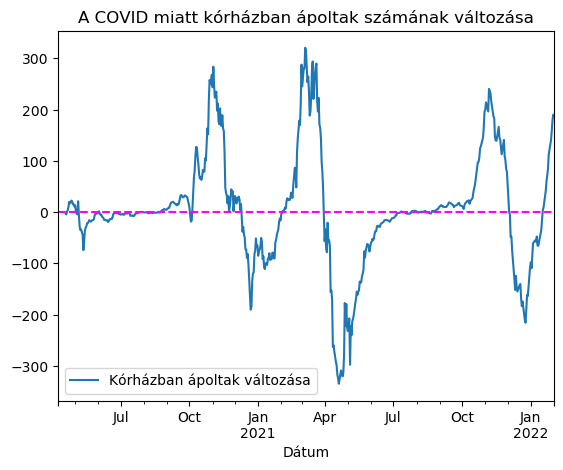 A COVID miatt kórházban ápoltak számának változása
300
200
100
0
−100
−200
−300
Kórházban ápoltak változása
Jul Oct Jan Apr Jul Oct Jan
2021 2022
Dátum